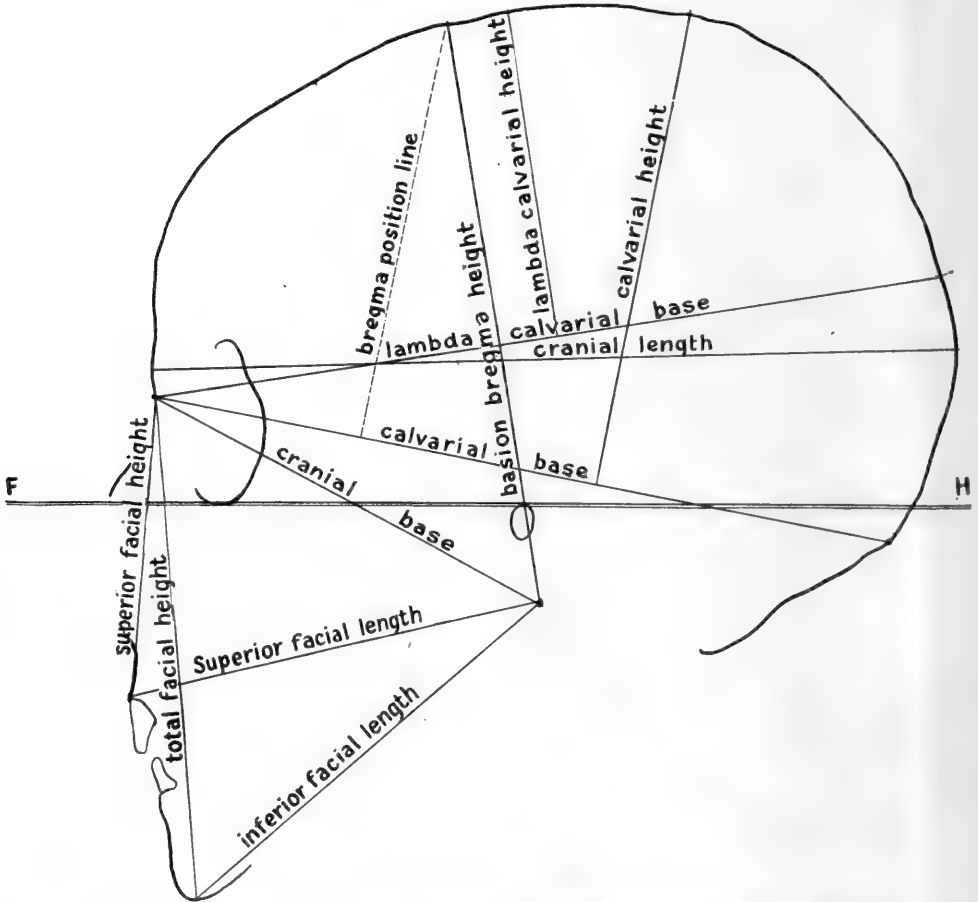 lambda calvarial height
calvarial height
bregma position line
basion bregma height
lambda calvarial base
cranial length
calvarial base
cranial base
F
H
Superior facial height
total facial height
Superior facial length
inferior facial length